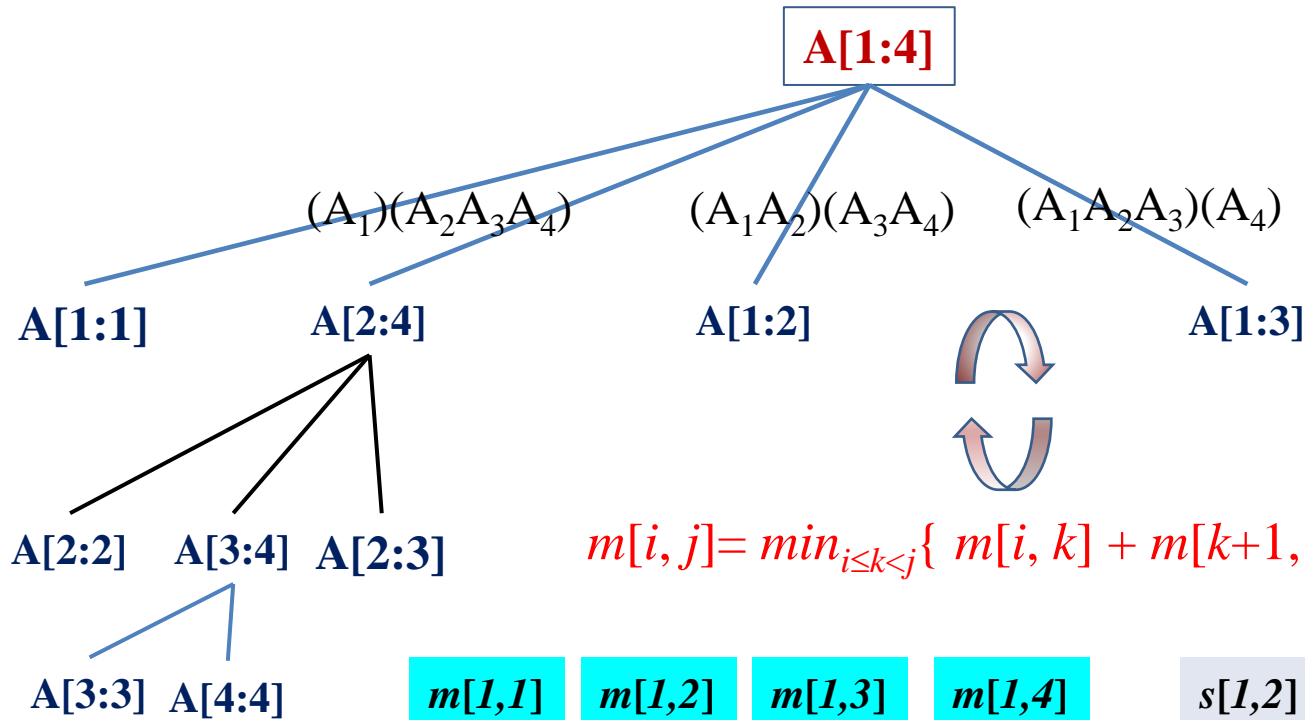 A[1:4]
(A₁)(A₂A₃A₄) (A₁A₂)(A₃A₄) (A₁A₂A₃)(A₄)
A[1:1] A[2:4] A[1:2] A[1:3]
A[2:2] A[3:4] A[2:3] m[i, j]= min_{i≤k<j}{ m[i, k] + m[k+1,
A[3:3] A[4:4] m[1,1] m[1,2] m[1,3] m[1,4] s[1,2]